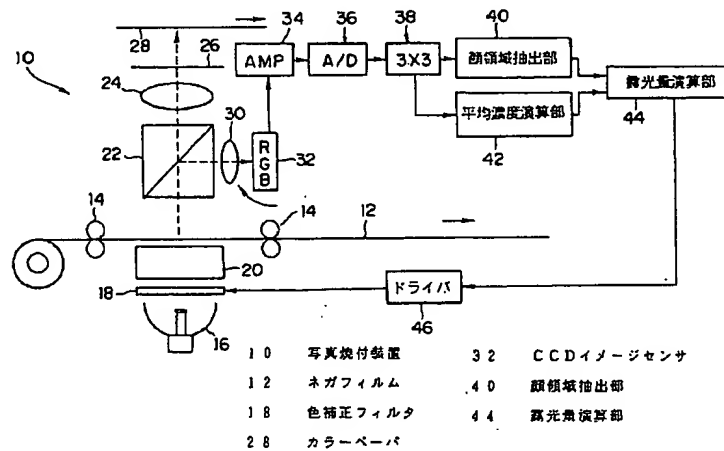 34 36 38 40
28 26
10
AMP A/D 3X3 顔領域抽出部
24
露光量演算部
44
30
22
RGB
32
平均濃度演算部
42
14 14 12
20
18
ドライバ
46
16
10 写真焼付装置
12 ネガフィルム
18 色補正フィルタ
28 カラーペーパ
32 CCDイメージセンサ
40 顔領域抽出部
44 露光量演算部